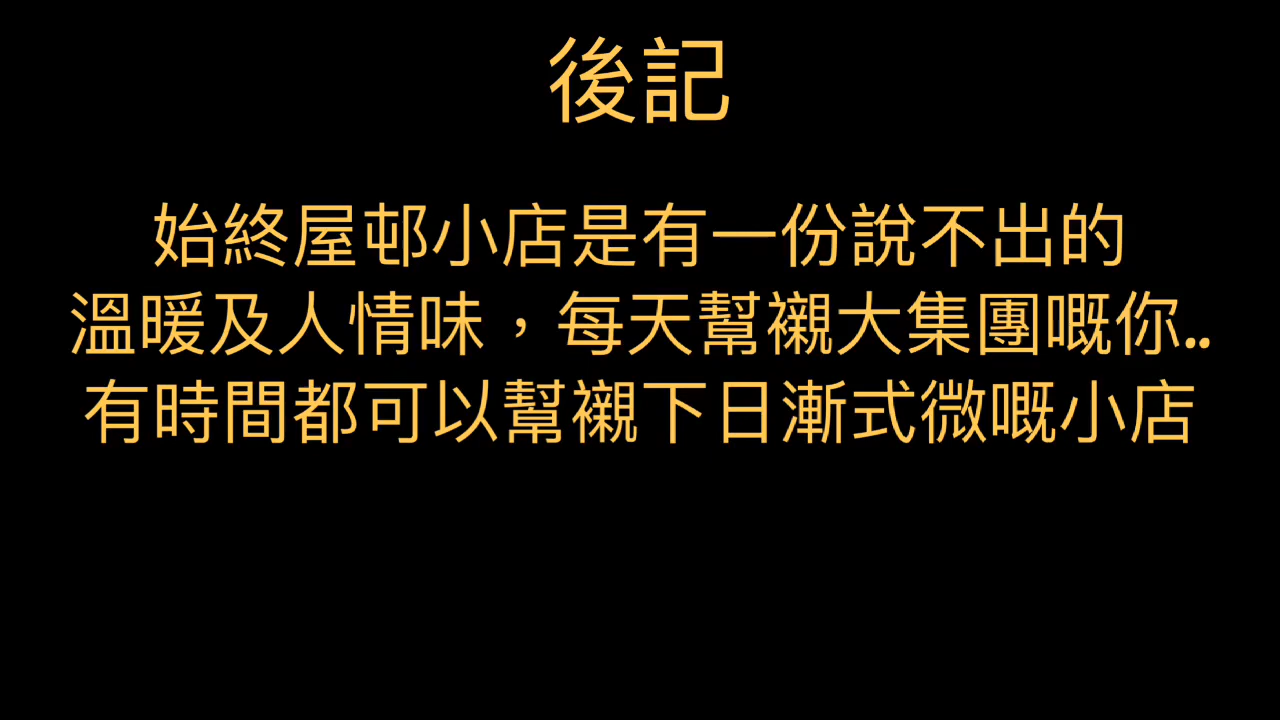 後記
始終屋邨小店是有一份說不出的
溫暖及人情味，每天幫襯大集團嘅你..
有時間都可以幫襯下日漸式微嘅小店